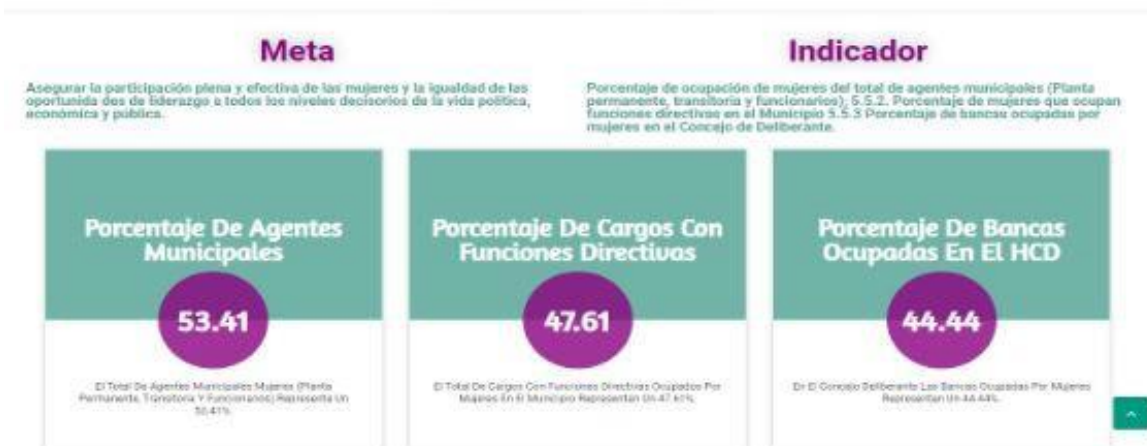 Meta
Asegurar la participación plena y efectiva de las mujeres y la igualdad de las
oportunida des de liderazgo a todos los niveles decisorios de la vida política,
económica y pública.
Indicador
Porcentaje de ocupación de mujeres del total de agentes municipales (Planta
permanente, transitoria y funcionarios); 5.5.2. Porcentaje de mujeres que ocupan
funciones directivas en el Municipio 5.5.3 Porcentaje de bancas ocupadas por
mujeres en el Concejo de Deliberante.
Porcentaje De Agentes
Municipales
53.41
El Total De Agentes Municipales Mujeres (Planta
Permanente, Transitoria Y Funcionarios) Representa Un
53.41%
Porcentaje De Cargos Con
Funciones Directivas
47.61
El Total De Cargos Con Funciones Directivas Ocupados Por
Mujeres En El Municipio Representan Un 47.61%
Porcentaje De Bancas
Ocupadas En El HCD
44.44
En El Concejo Deliberante Las Bancas Ocupadas Por Mujeres
Representan Un 44.44%